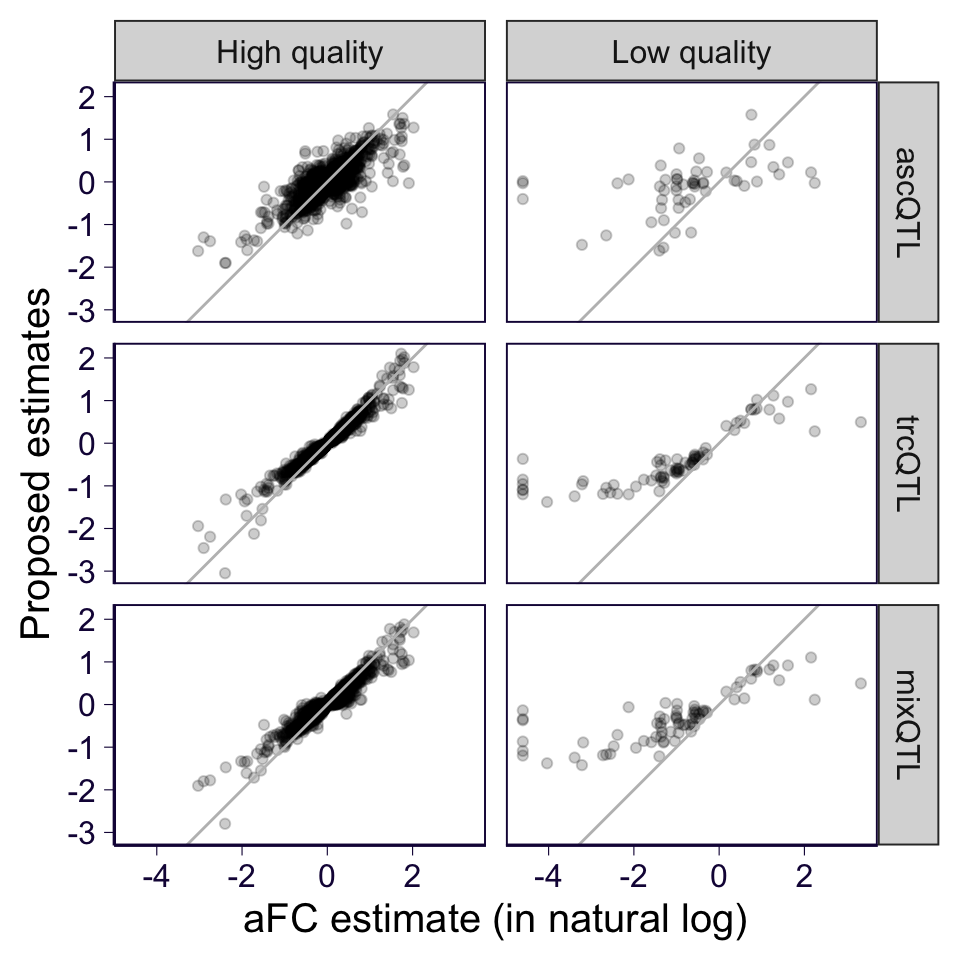 High quality
Low quality
2
1
0
-1
-2
-3
ascQTL
2
1
0
-1
-2
-3
trcQTL
2
1
0
-1
-2
-3
mixQTL
Proposed estimates
-4 -2 0 2
-4 -2 0 2
aFC estimate (in natural log)